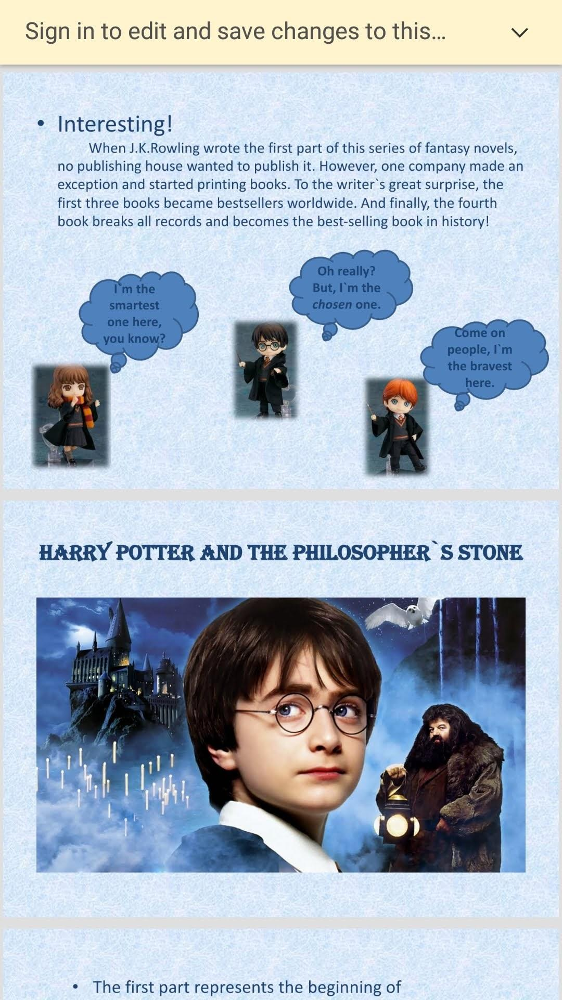 Sign in to edit and save changes to this...
• Interesting!
When J.K.Rowling wrote the first part of this series of fantasy novels,
no publishing house wanted to publish it. However, one company made an
exception and started printing books. To the writer`s great surprise, the
first three books became bestsellers worldwide. And finally, the fourth
book breaks all records and becomes the best-selling book in history!
I`m the
smartest
one here,
you know?
Oh really?
But, I`m the
chosen one.
Come on
people, I`m
the bravest
here.
HARRY POTTER AND THE PHILOSOPHER`S STONE
• The first part represents the beginning of